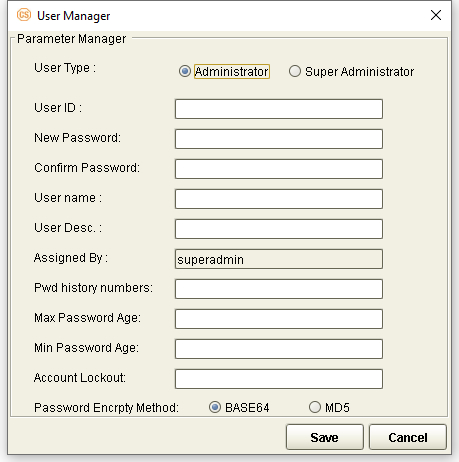 CS User Manager
Parameter Manager
User Type : Administrator Super Administrator
User ID :
New Password:
Confirm Password:
User name :
User Desc. :
Assigned By : superadmin
Pwd history numbers:
Max Password Age:
Min Password Age:
Account Lockout:
Password Encrpty Method: BASE64 MD5
Save Cancel